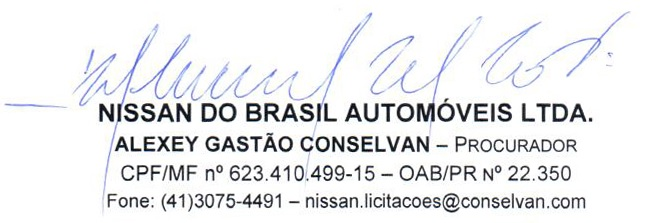 NISSAN DO BRASIL AUTOMÓVEIS LTDA.
ALEXEY GASTÃO CONSELVAN – PROCURADOR
CPF/MF nº 623.410.499-15 – OAB/PR Nº 22.350
Fone: (41)3075-4491 – nissan.licitacoes@conselvan.com